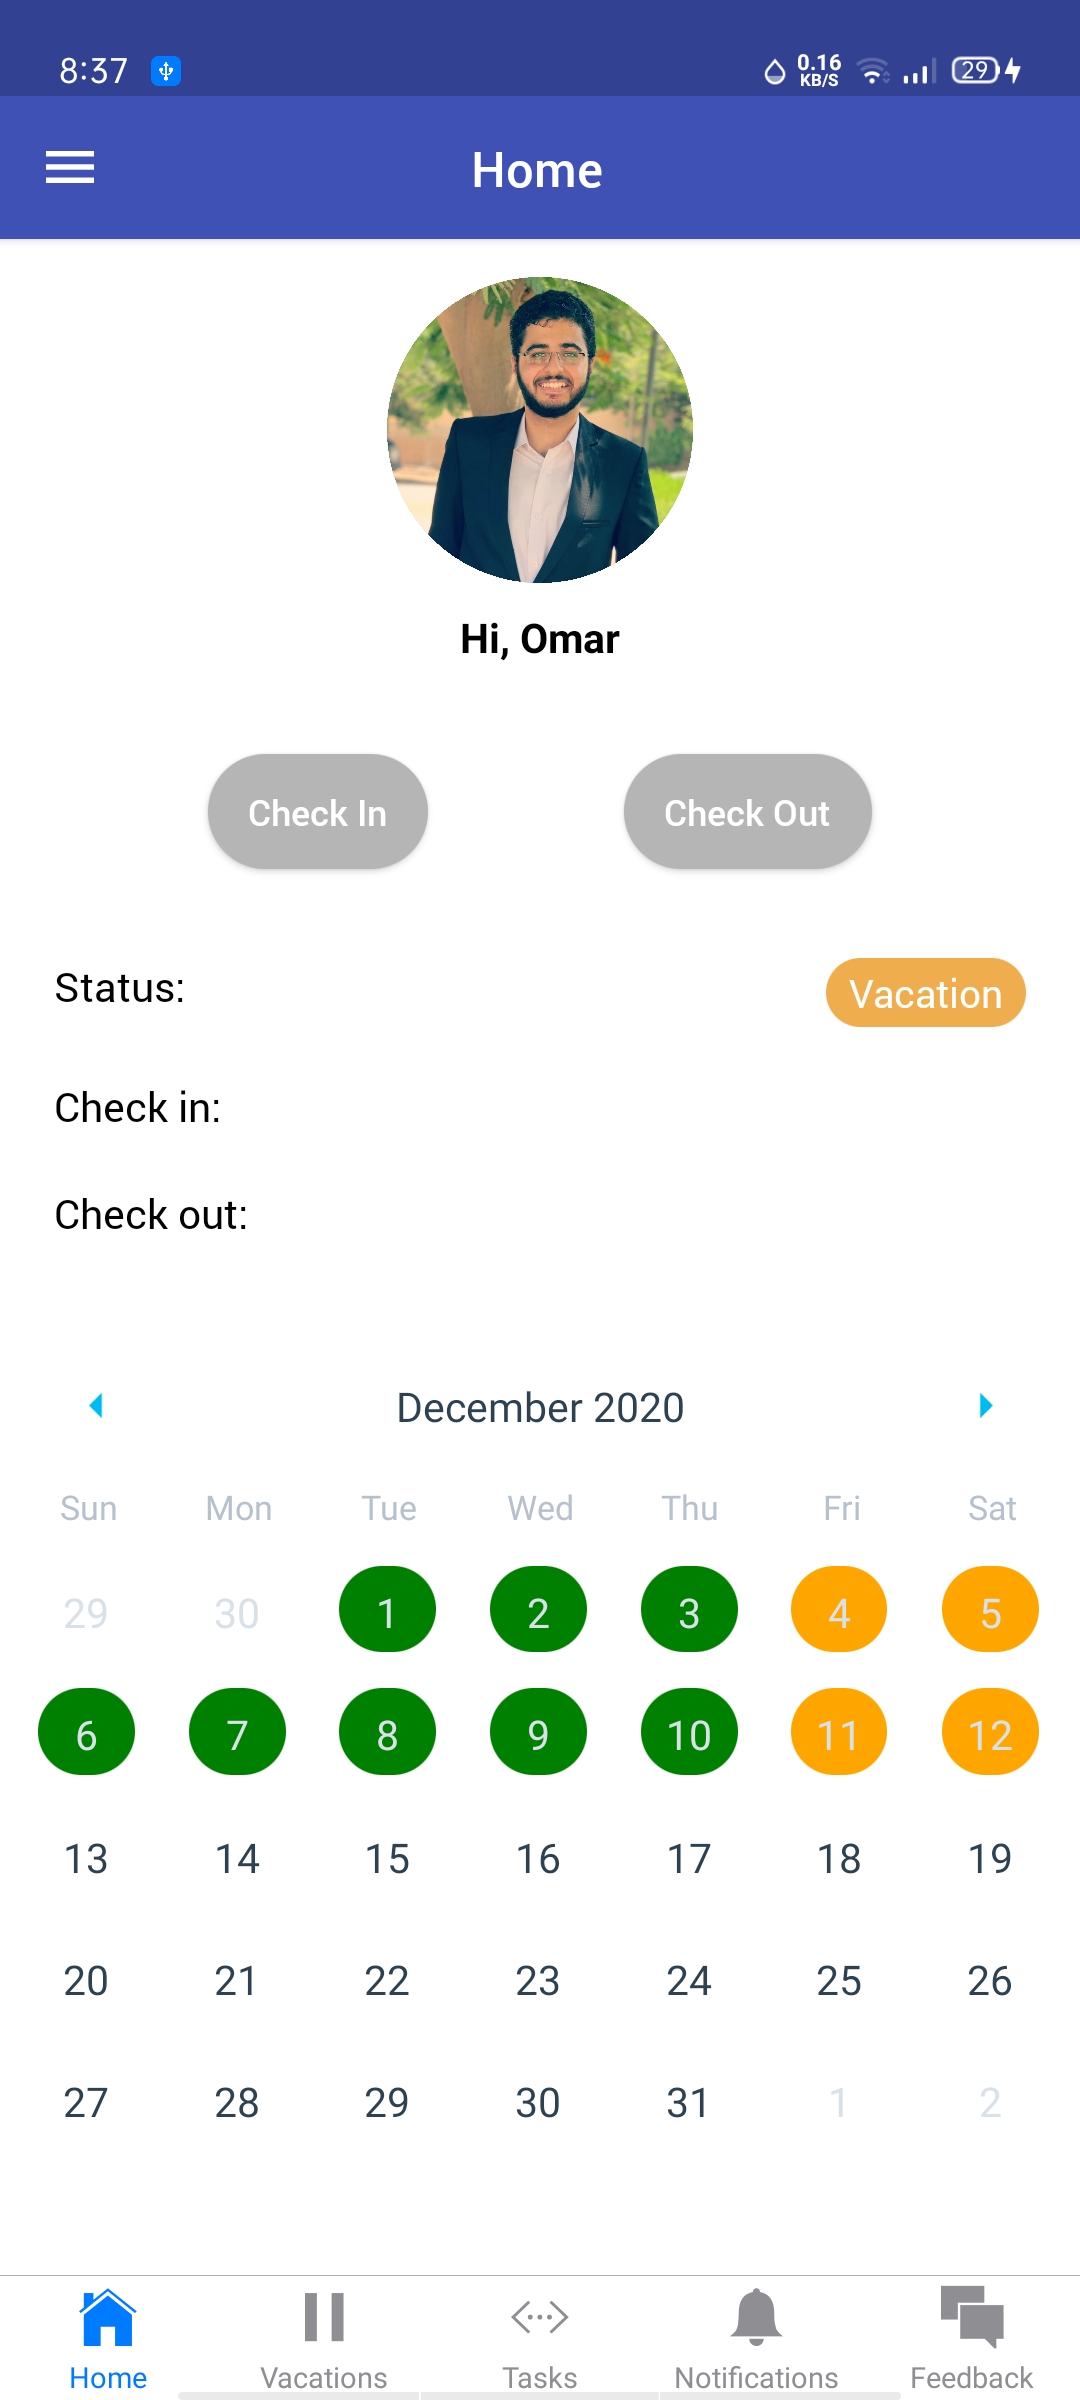 8:37 0.16 KB/S 29
Home
Hi, Omar
Check In Check Out
Status: Vacation
Check in:
Check out:
December 2020
Sun Mon Tue Wed Thu Fri Sat
29 30 1 2 3 4 5
6 7 8 9 10 11 12
13 14 15 16 17 18 19
20 21 22 23 24 25 26
27 28 29 30 31 1 2
Home Vacations Tasks Notifications Feedback